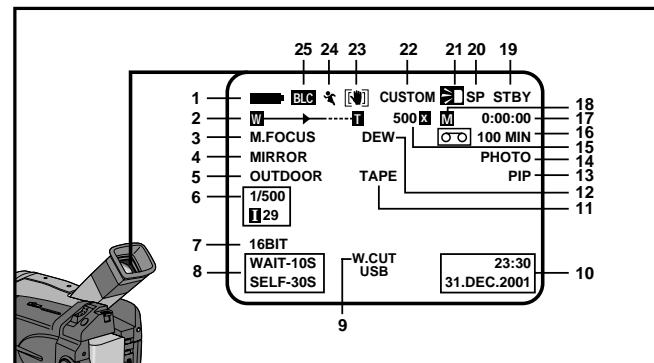 25 24 23 22 21 20 19
1 BLC CUSTOM SP STBY
18
2 W T 500 X M 0:00:00 17
3 M.FOCUS DEW 100 MIN 16
15
4 MIRROR PHOTO 14
5 OUTDOOR TAPE PIP 13
6 1/500 12
I 29 11
7 16BIT
8 WAIT-10S W.CUT 23:30 10
SELF-30S USB 31.DEC.2001
9